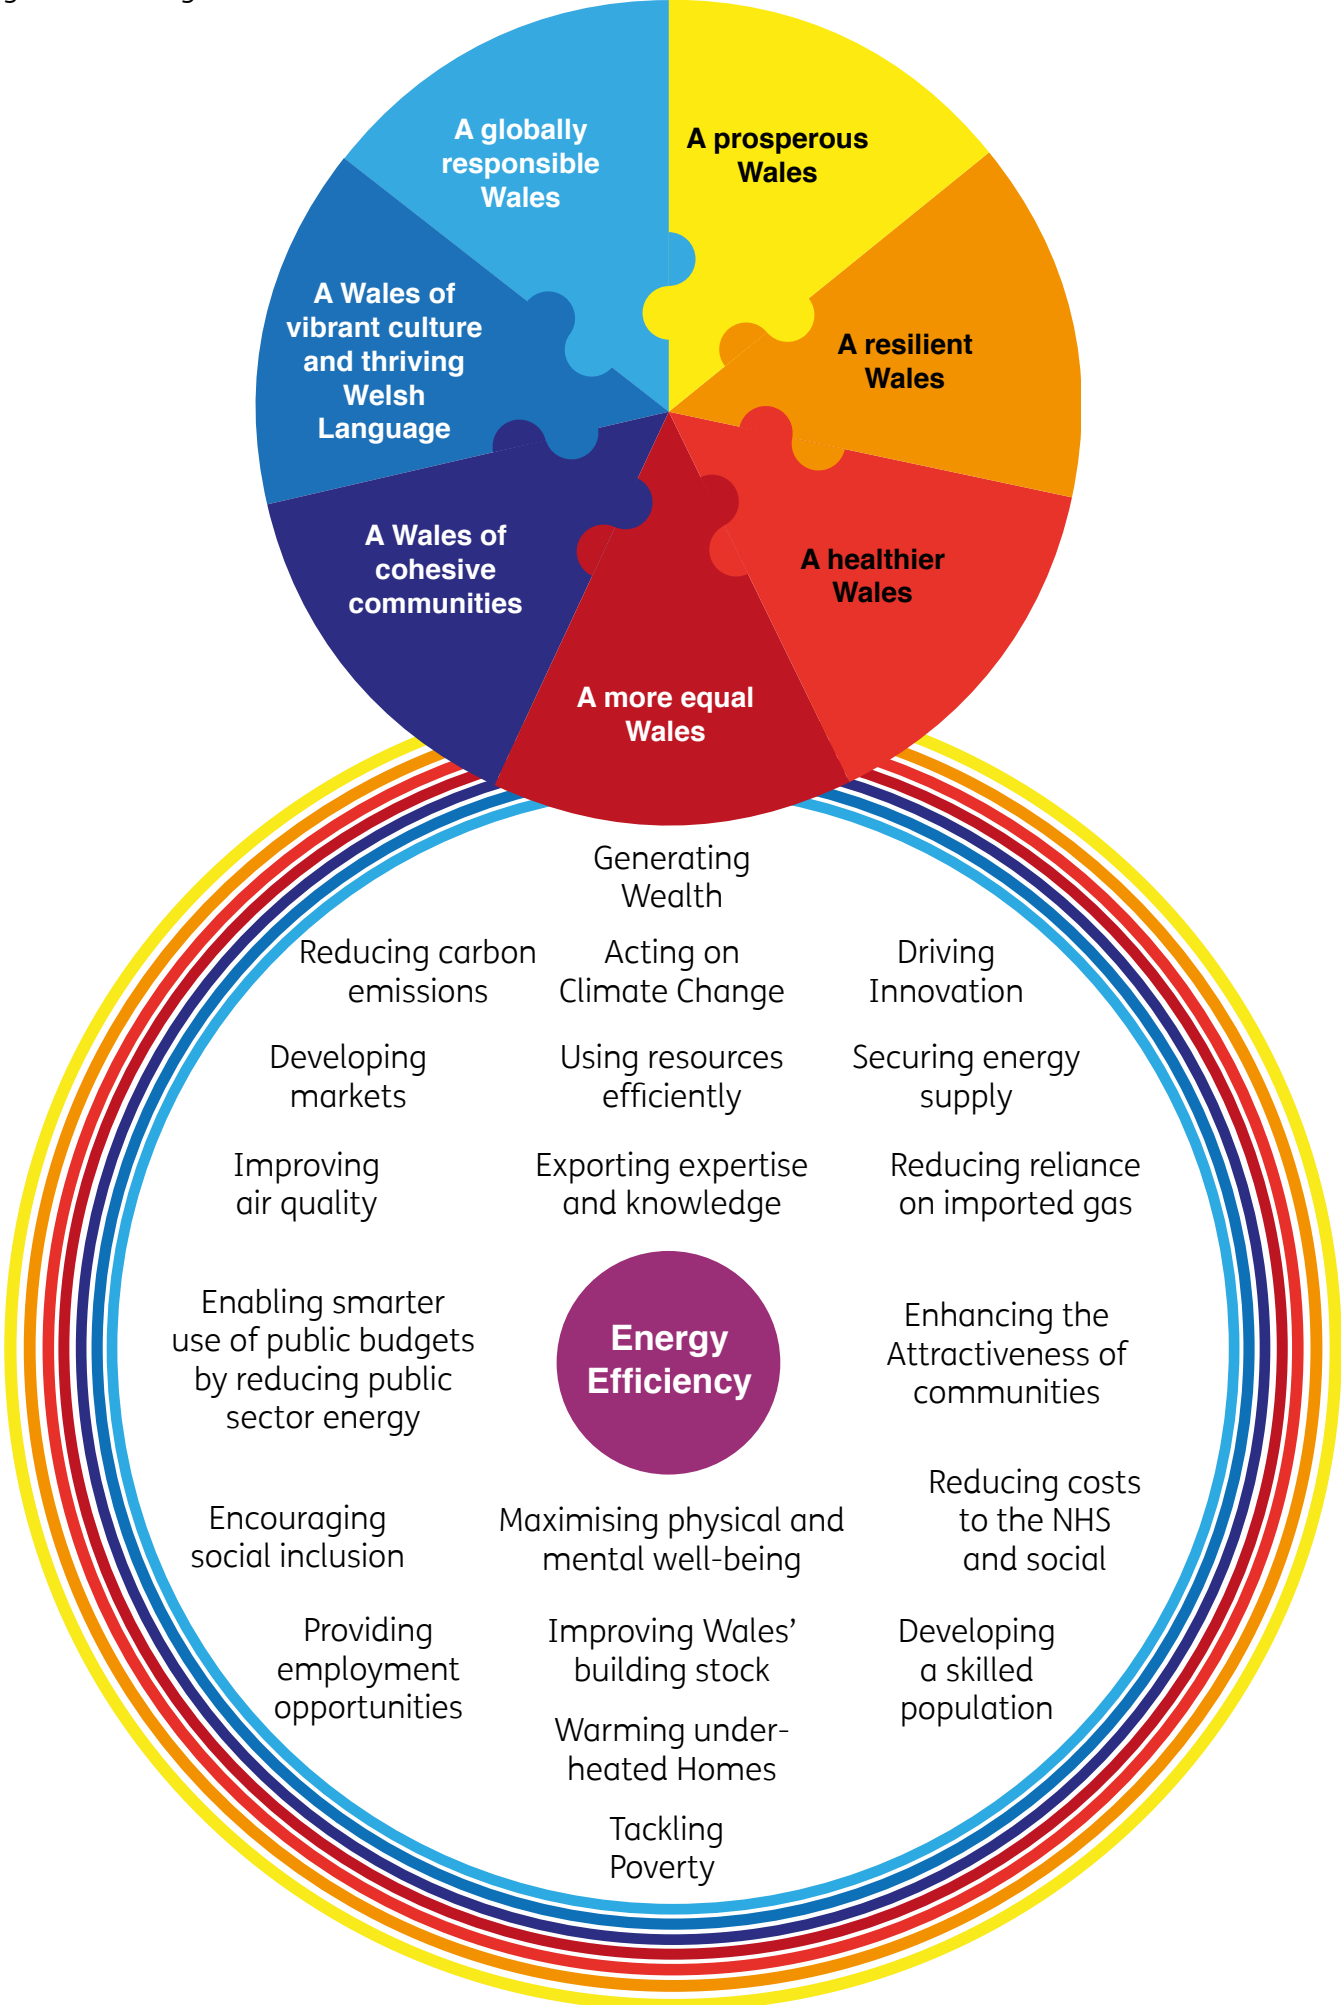 A globally
responsible
Wales
A prosperous
Wales
A resilient
Wales
A healthier
Wales
A more equal
Wales
A Wales of
cohesive
communities
A Wales of
vibrant culture
and thriving
Welsh
Language
Generating
Wealth
Reducing carbon
emissions
Acting on
Climate Change
Driving
Innovation
Developing
markets
Using resources
efficiently
Securing energy
supply
Improving
air quality
Exporting expertise
and knowledge
Reducing reliance
on imported gas
Enabling smarter
use of public budgets
by reducing public
sector energy
Energy
Efficiency
Enhancing the
Attractiveness of
communities
Encouraging
social inclusion
Maximising physical and
mental well-being
Reducing costs
to the NHS
and social
Providing
employment
opportunities
Improving Wales’
building stock
Developing
a skilled
population
Warming under-
heated Homes
Tackling
Poverty